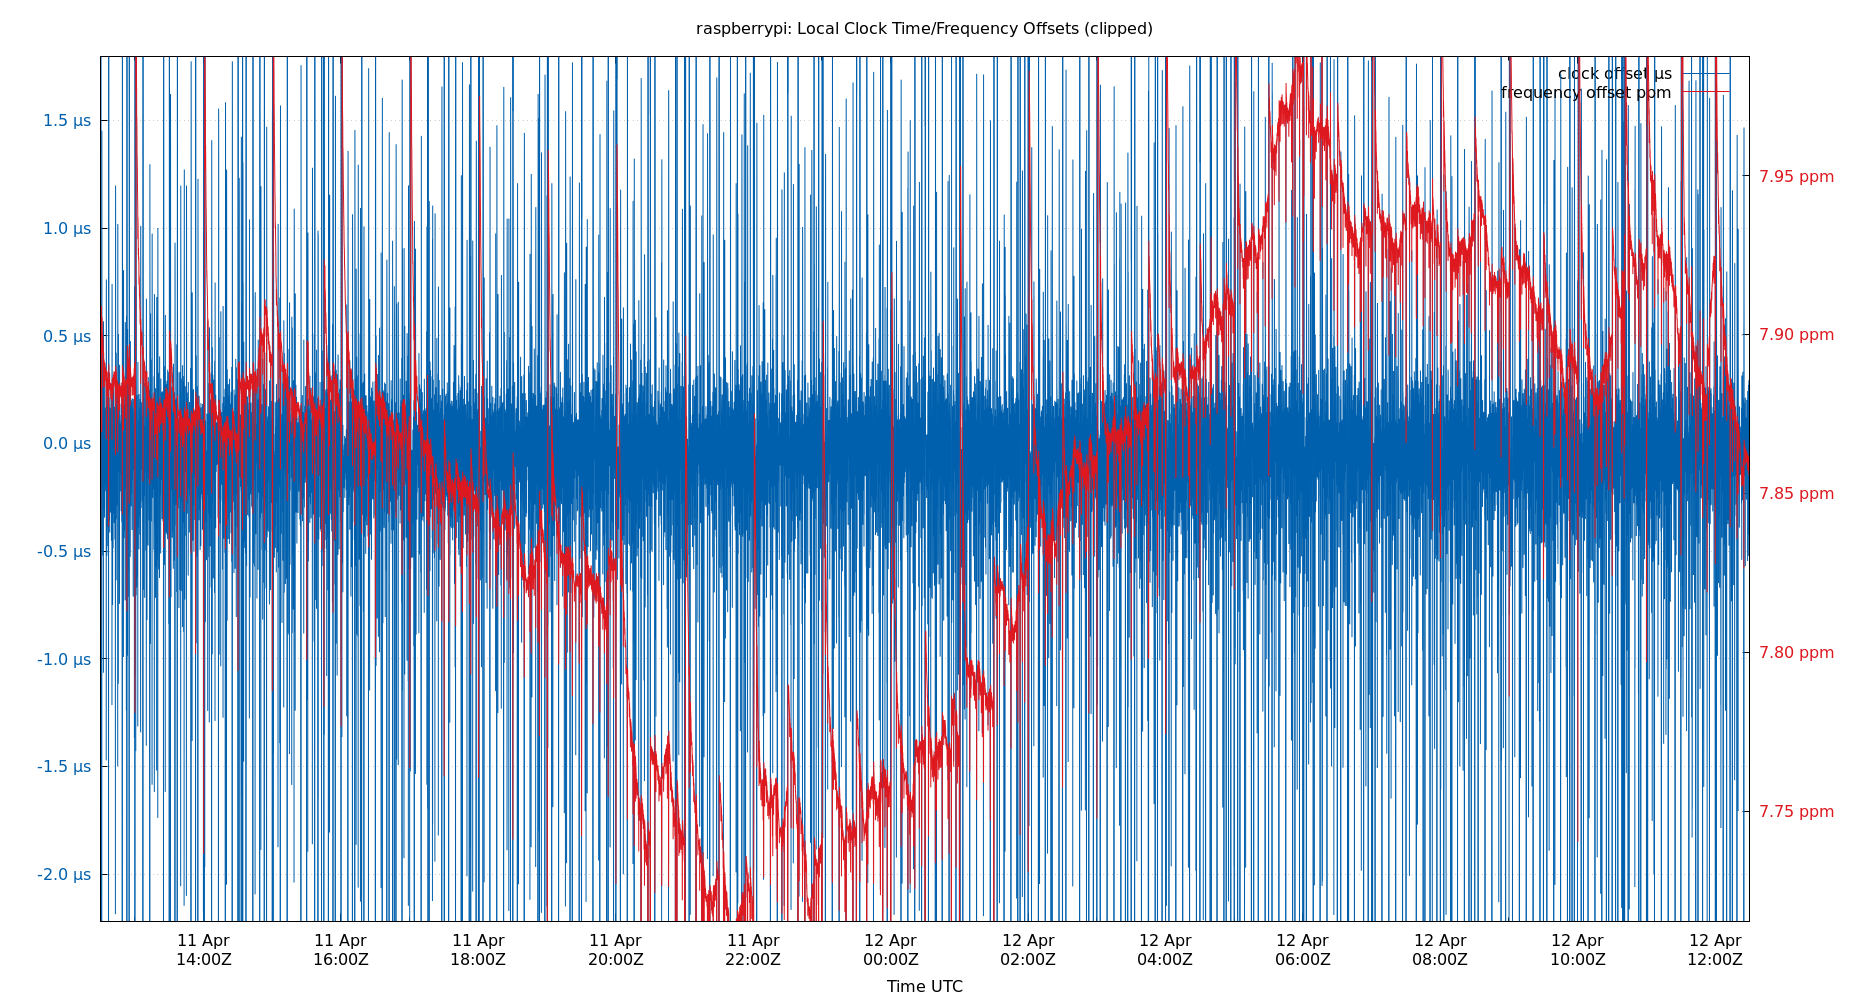 raspberrypi: Local Clock Time/Frequency Offsets (clipped)
clock offset µs
frequency offset ppm
1.5 µs
1.0 µs
0.5 µs
0.0 µs
-0.5 µs
-1.0 µs
-1.5 µs
-2.0 µs
7.95 ppm
7.90 ppm
7.85 ppm
7.80 ppm
7.75 ppm
11 Apr
14:00Z
11 Apr
16:00Z
11 Apr
18:00Z
11 Apr
20:00Z
11 Apr
22:00Z
12 Apr
00:00Z
12 Apr
02:00Z
12 Apr
04:00Z
12 Apr
06:00Z
12 Apr
08:00Z
12 Apr
10:00Z
12 Apr
12:00Z
Time UTC